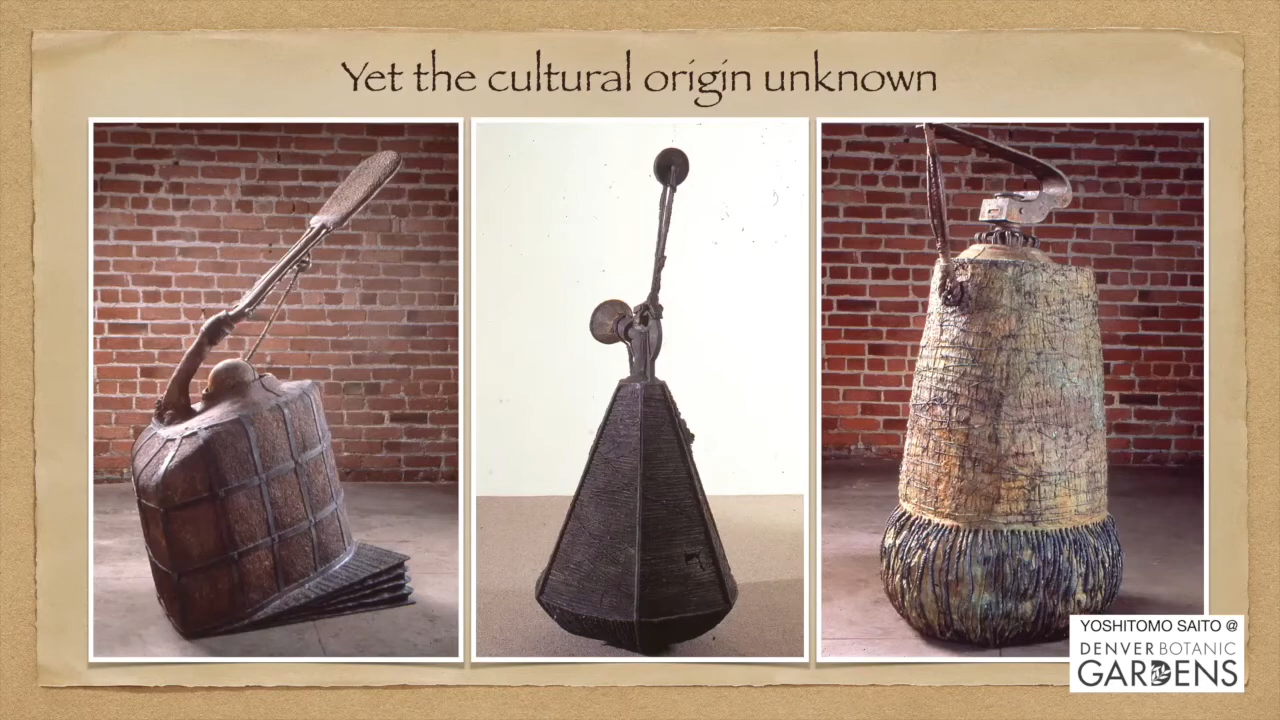 Yet the cultural origin unknown
YOSHITOMO SAITO @
DENVER BOTANIC
GARDENS